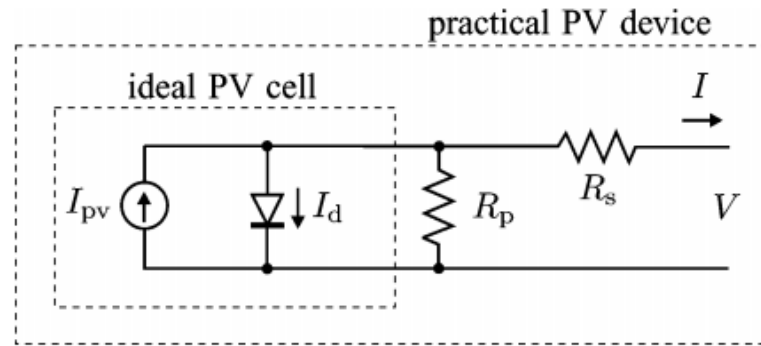 practical PV device
ideal PV cell
I
I_pv
I_d
R_p
R_s
V